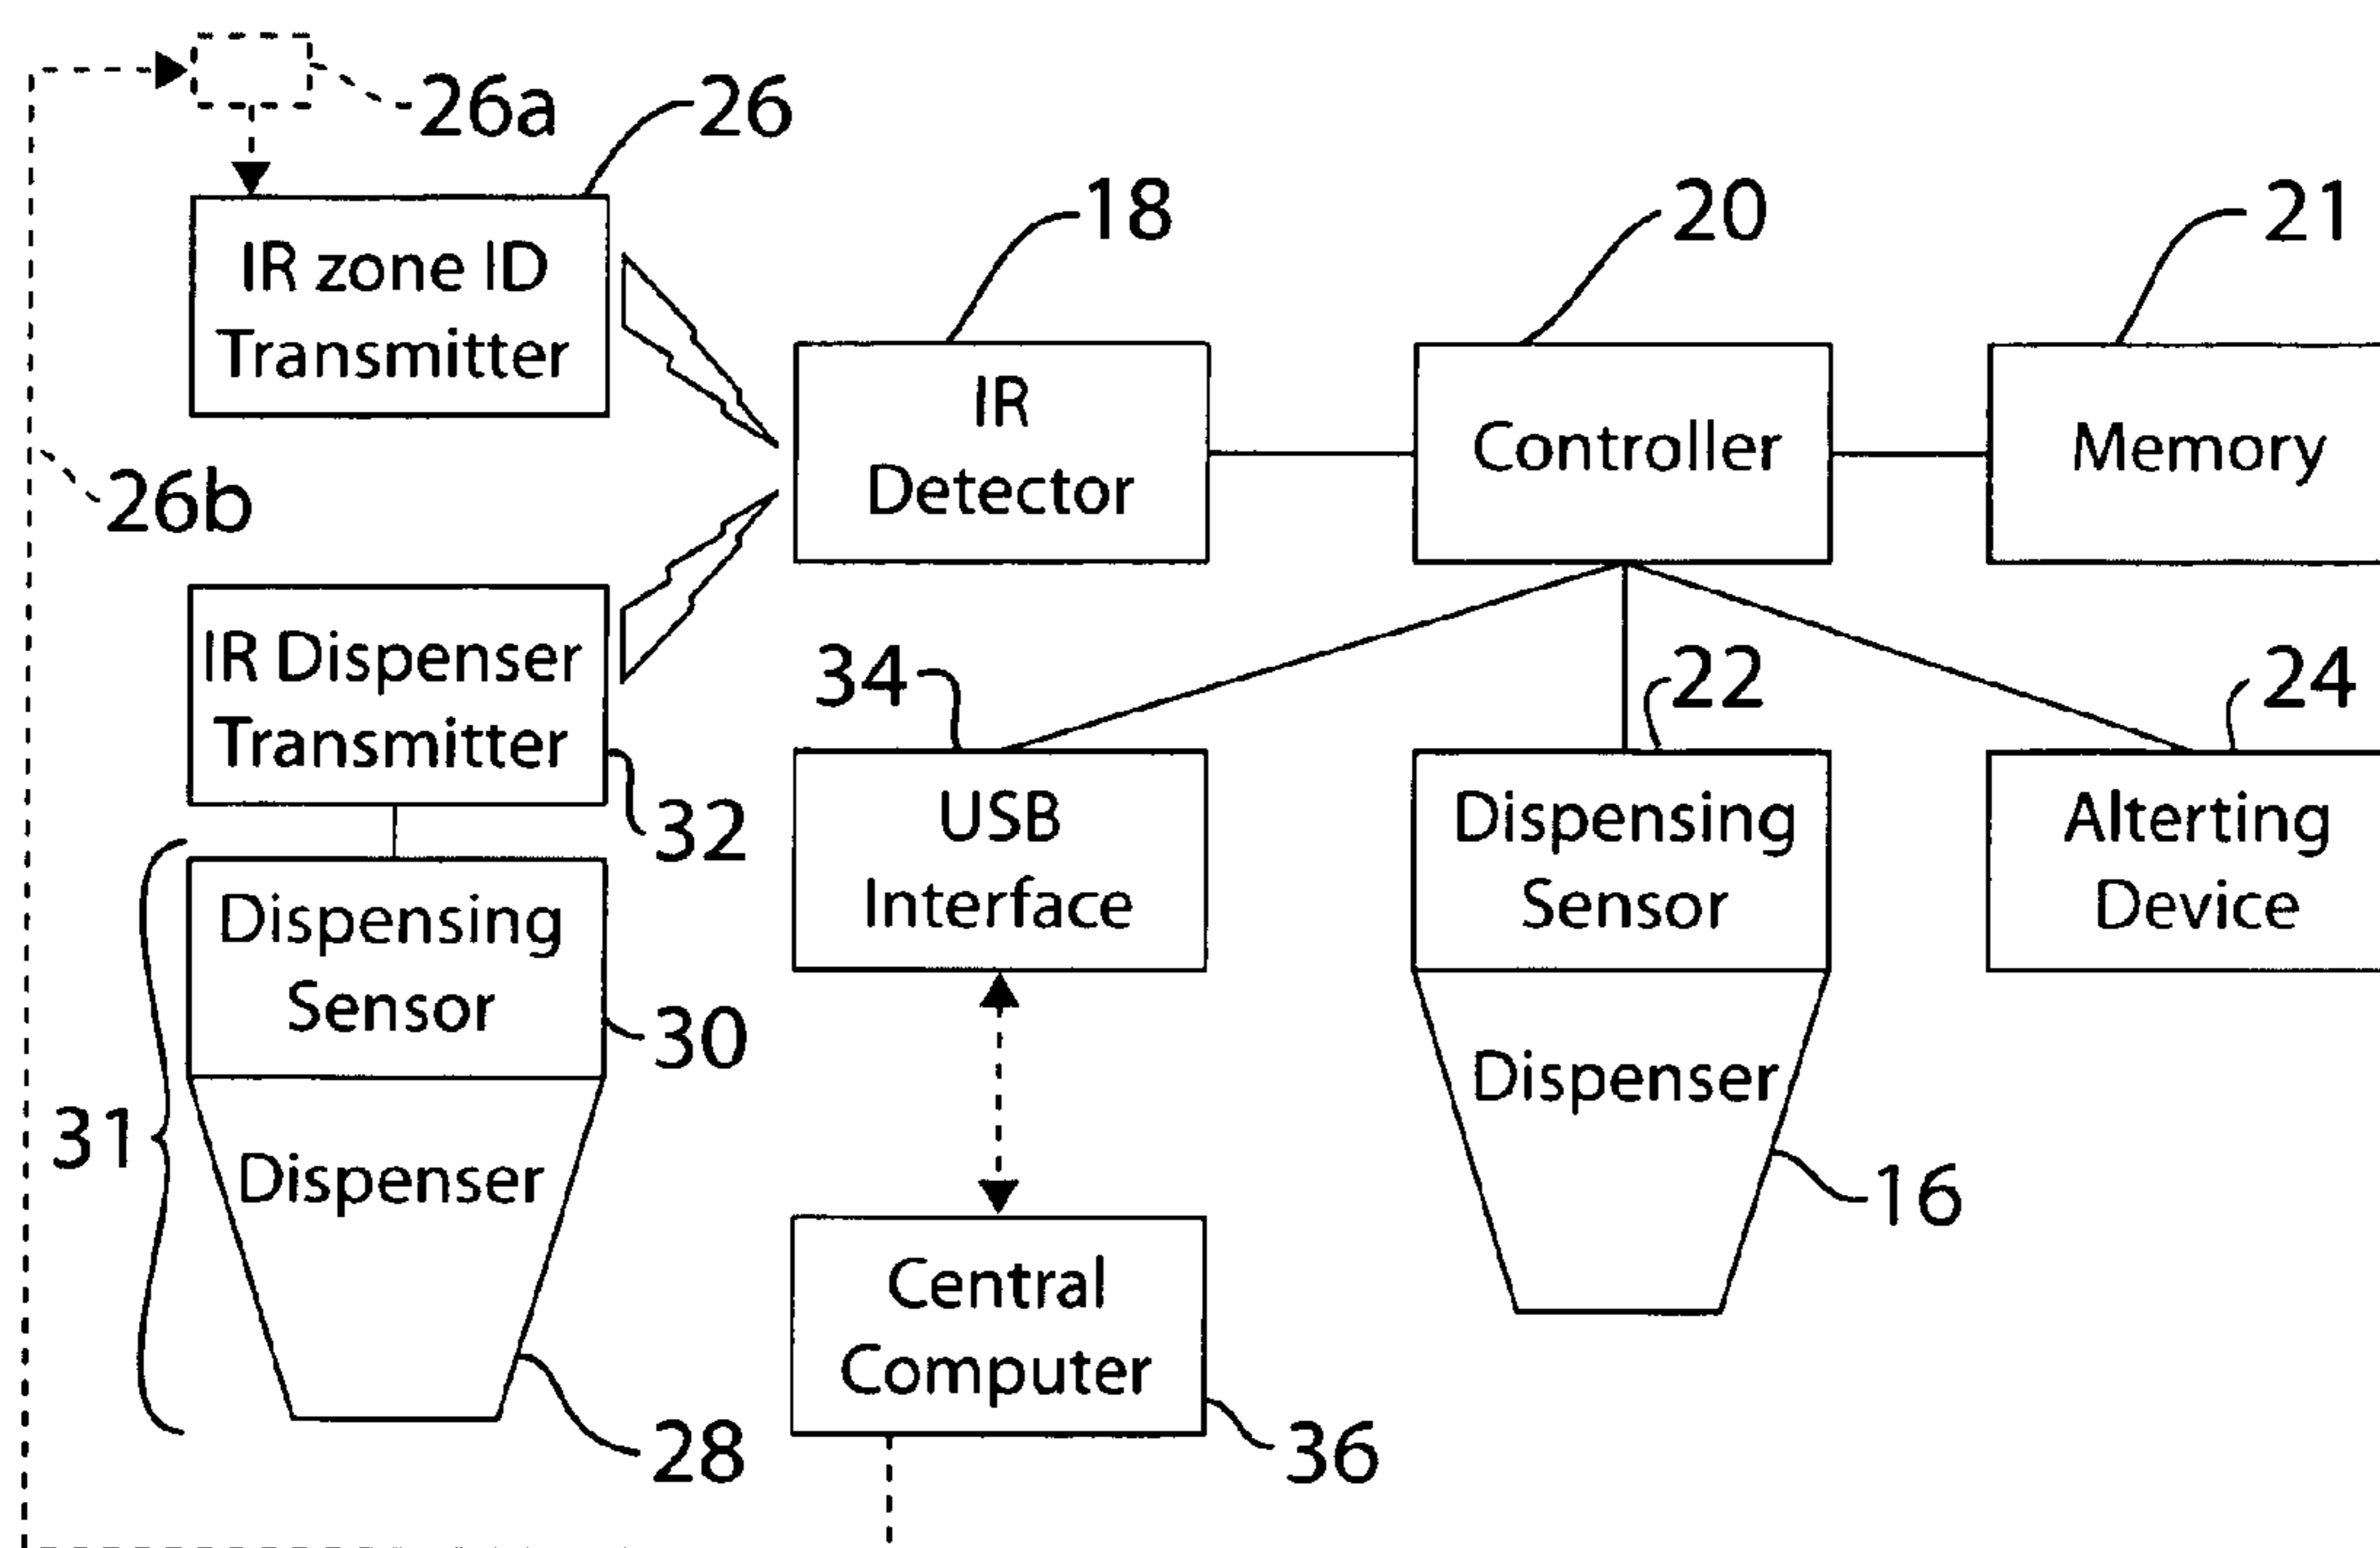 26a
26
18
20
21
IR zone ID
Transmitter
IR
Detector
Controller
Memory
26b
IR Dispenser
Transmitter
32
34
22
24
USB
Interface
Dispensing
Sensor
Alterting
Device
Dispensing
Sensor
30
31
Dispenser
28
Dispenser
16
Central
Computer
36